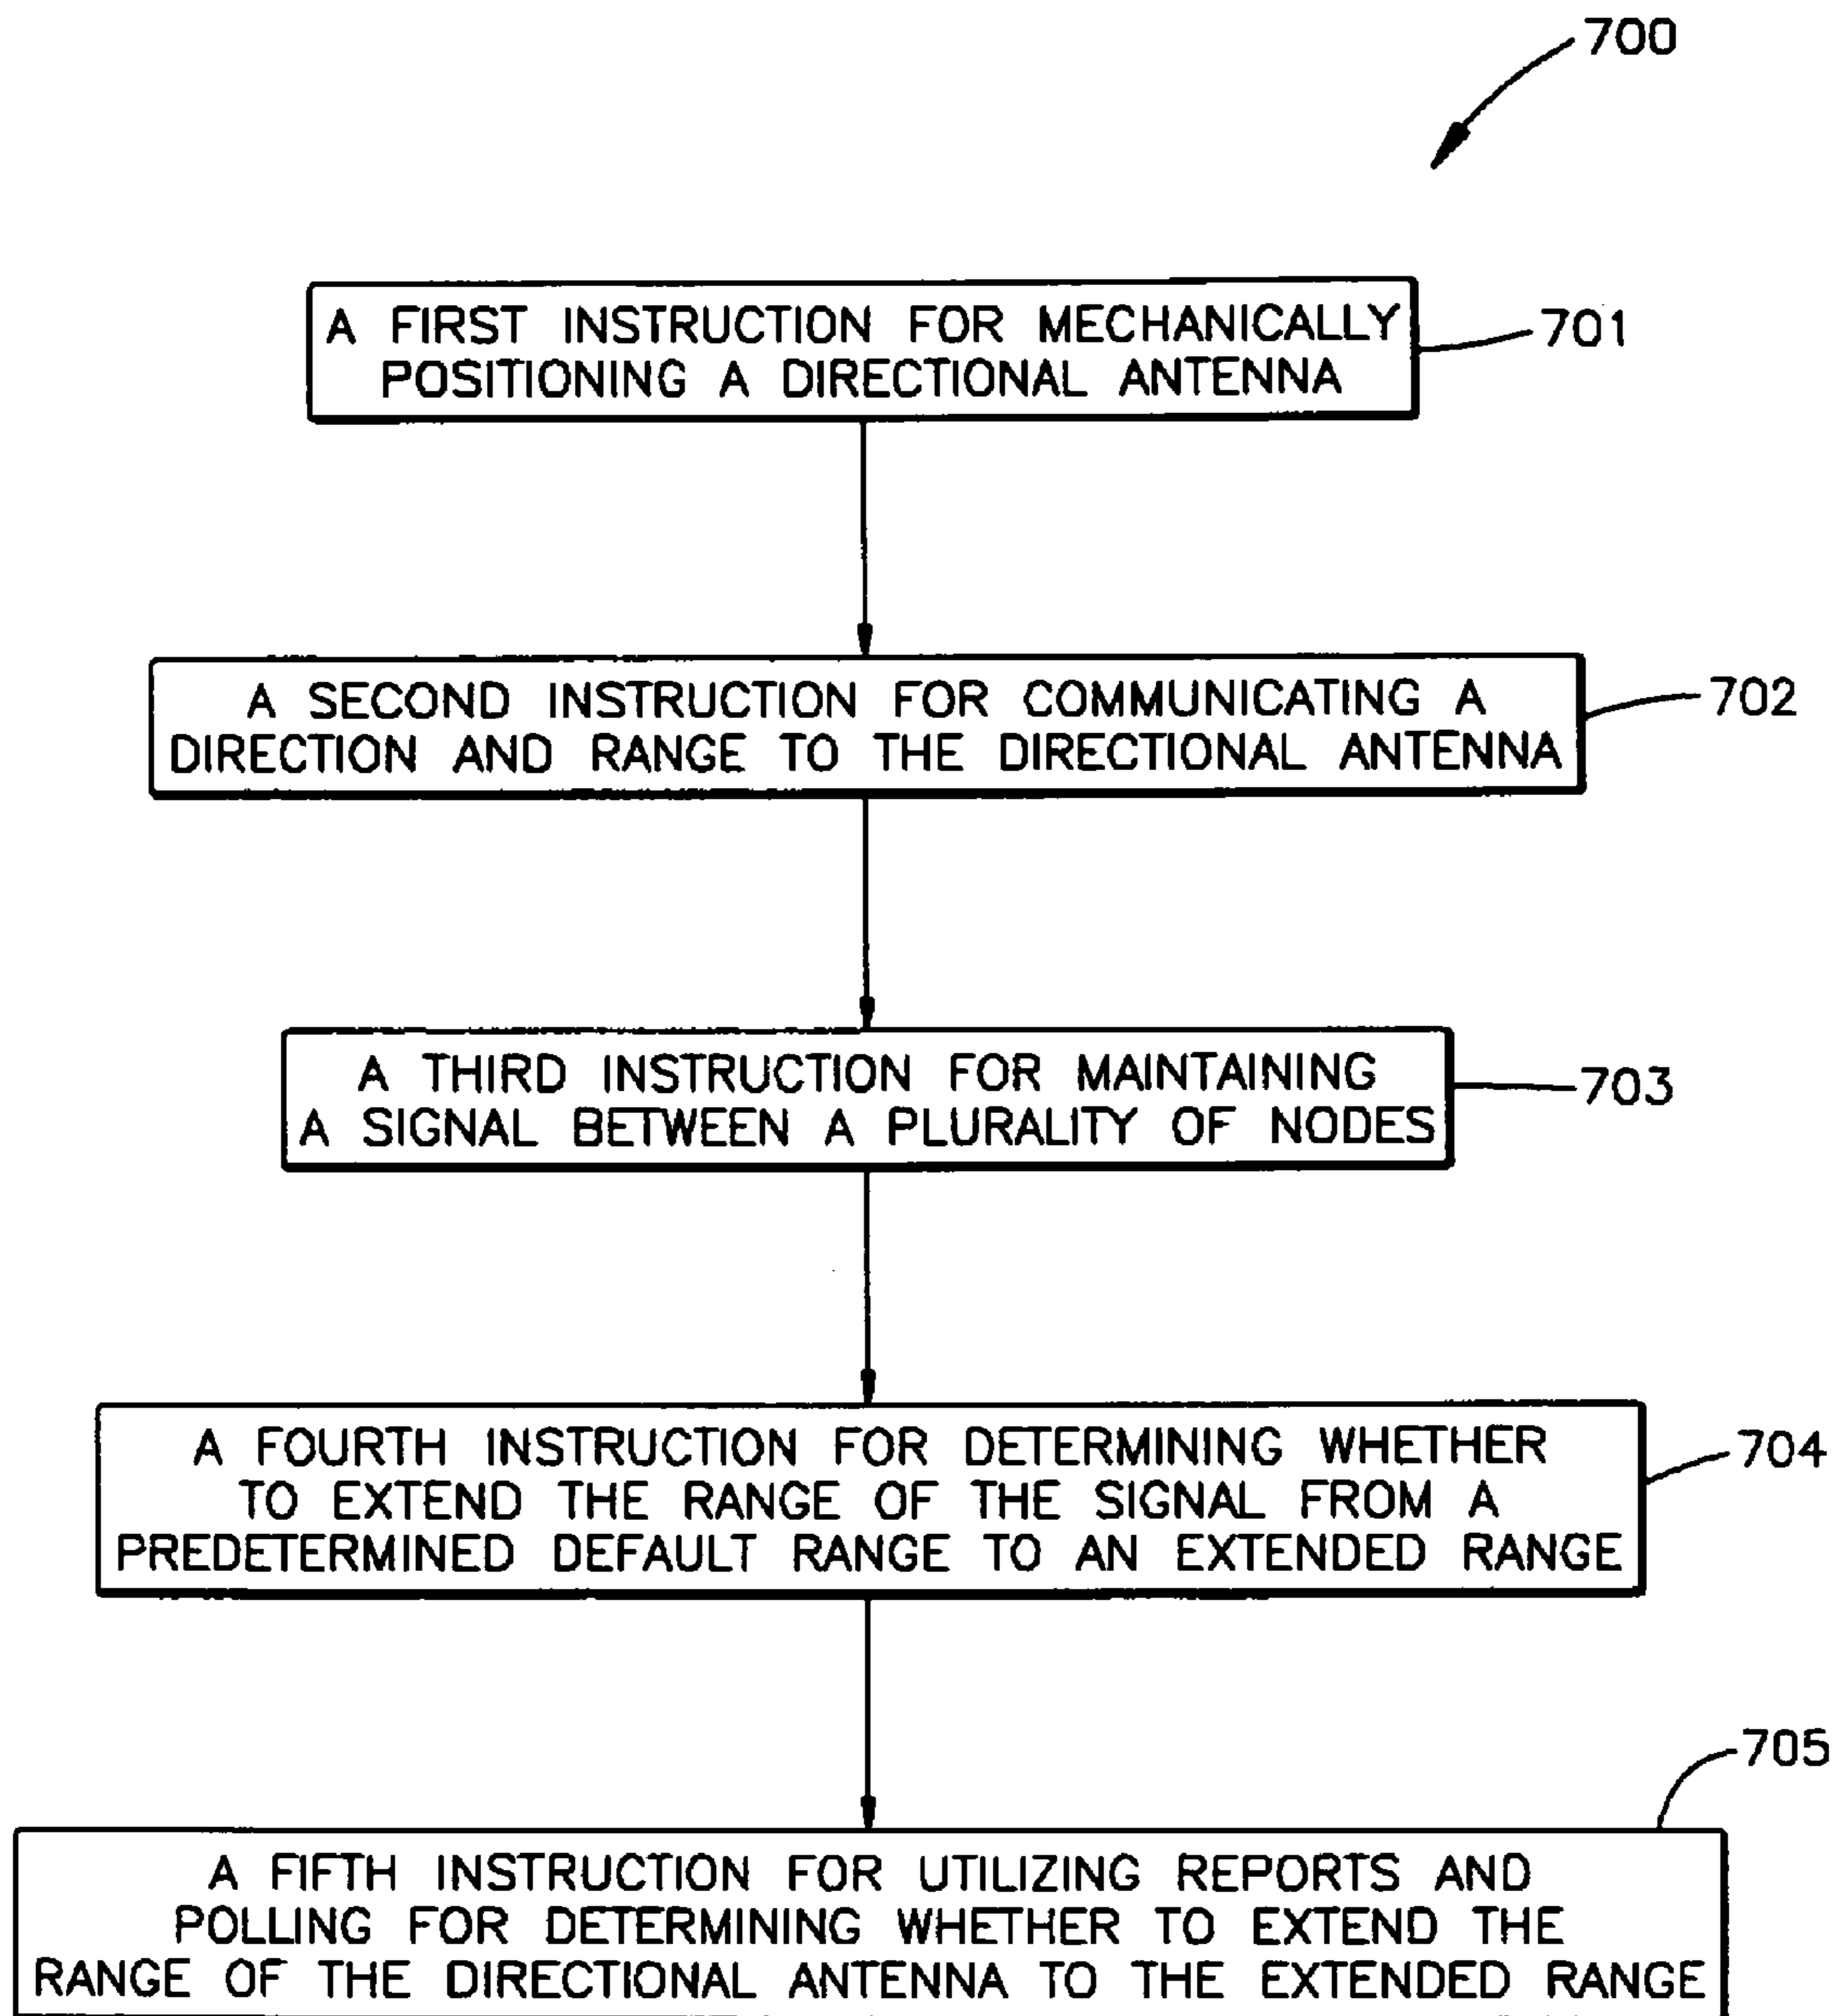 700
A FIRST INSTRUCTION FOR MECHANICALLY
POSITIONING A DIRECTIONAL ANTENNA
701
A SECOND INSTRUCTION FOR COMMUNICATING A
DIRECTION AND RANGE TO THE DIRECTIONAL ANTENNA
702
A THIRD INSTRUCTION FOR MAINTAINING
A SIGNAL BETWEEN A PLURALITY OF NODES
703
A FOURTH INSTRUCTION FOR DETERMINING WHETHER
TO EXTEND THE RANGE OF THE SIGNAL FROM A
PREDETERMINED DEFAULT RANGE TO AN EXTENDED RANGE
704
705
A FIFTH INSTRUCTION FOR UTILIZING REPORTS AND
POLLING FOR DETERMINING WHETHER TO EXTEND THE
RANGE OF THE DIRECTIONAL ANTENNA TO THE EXTENDED RANGE